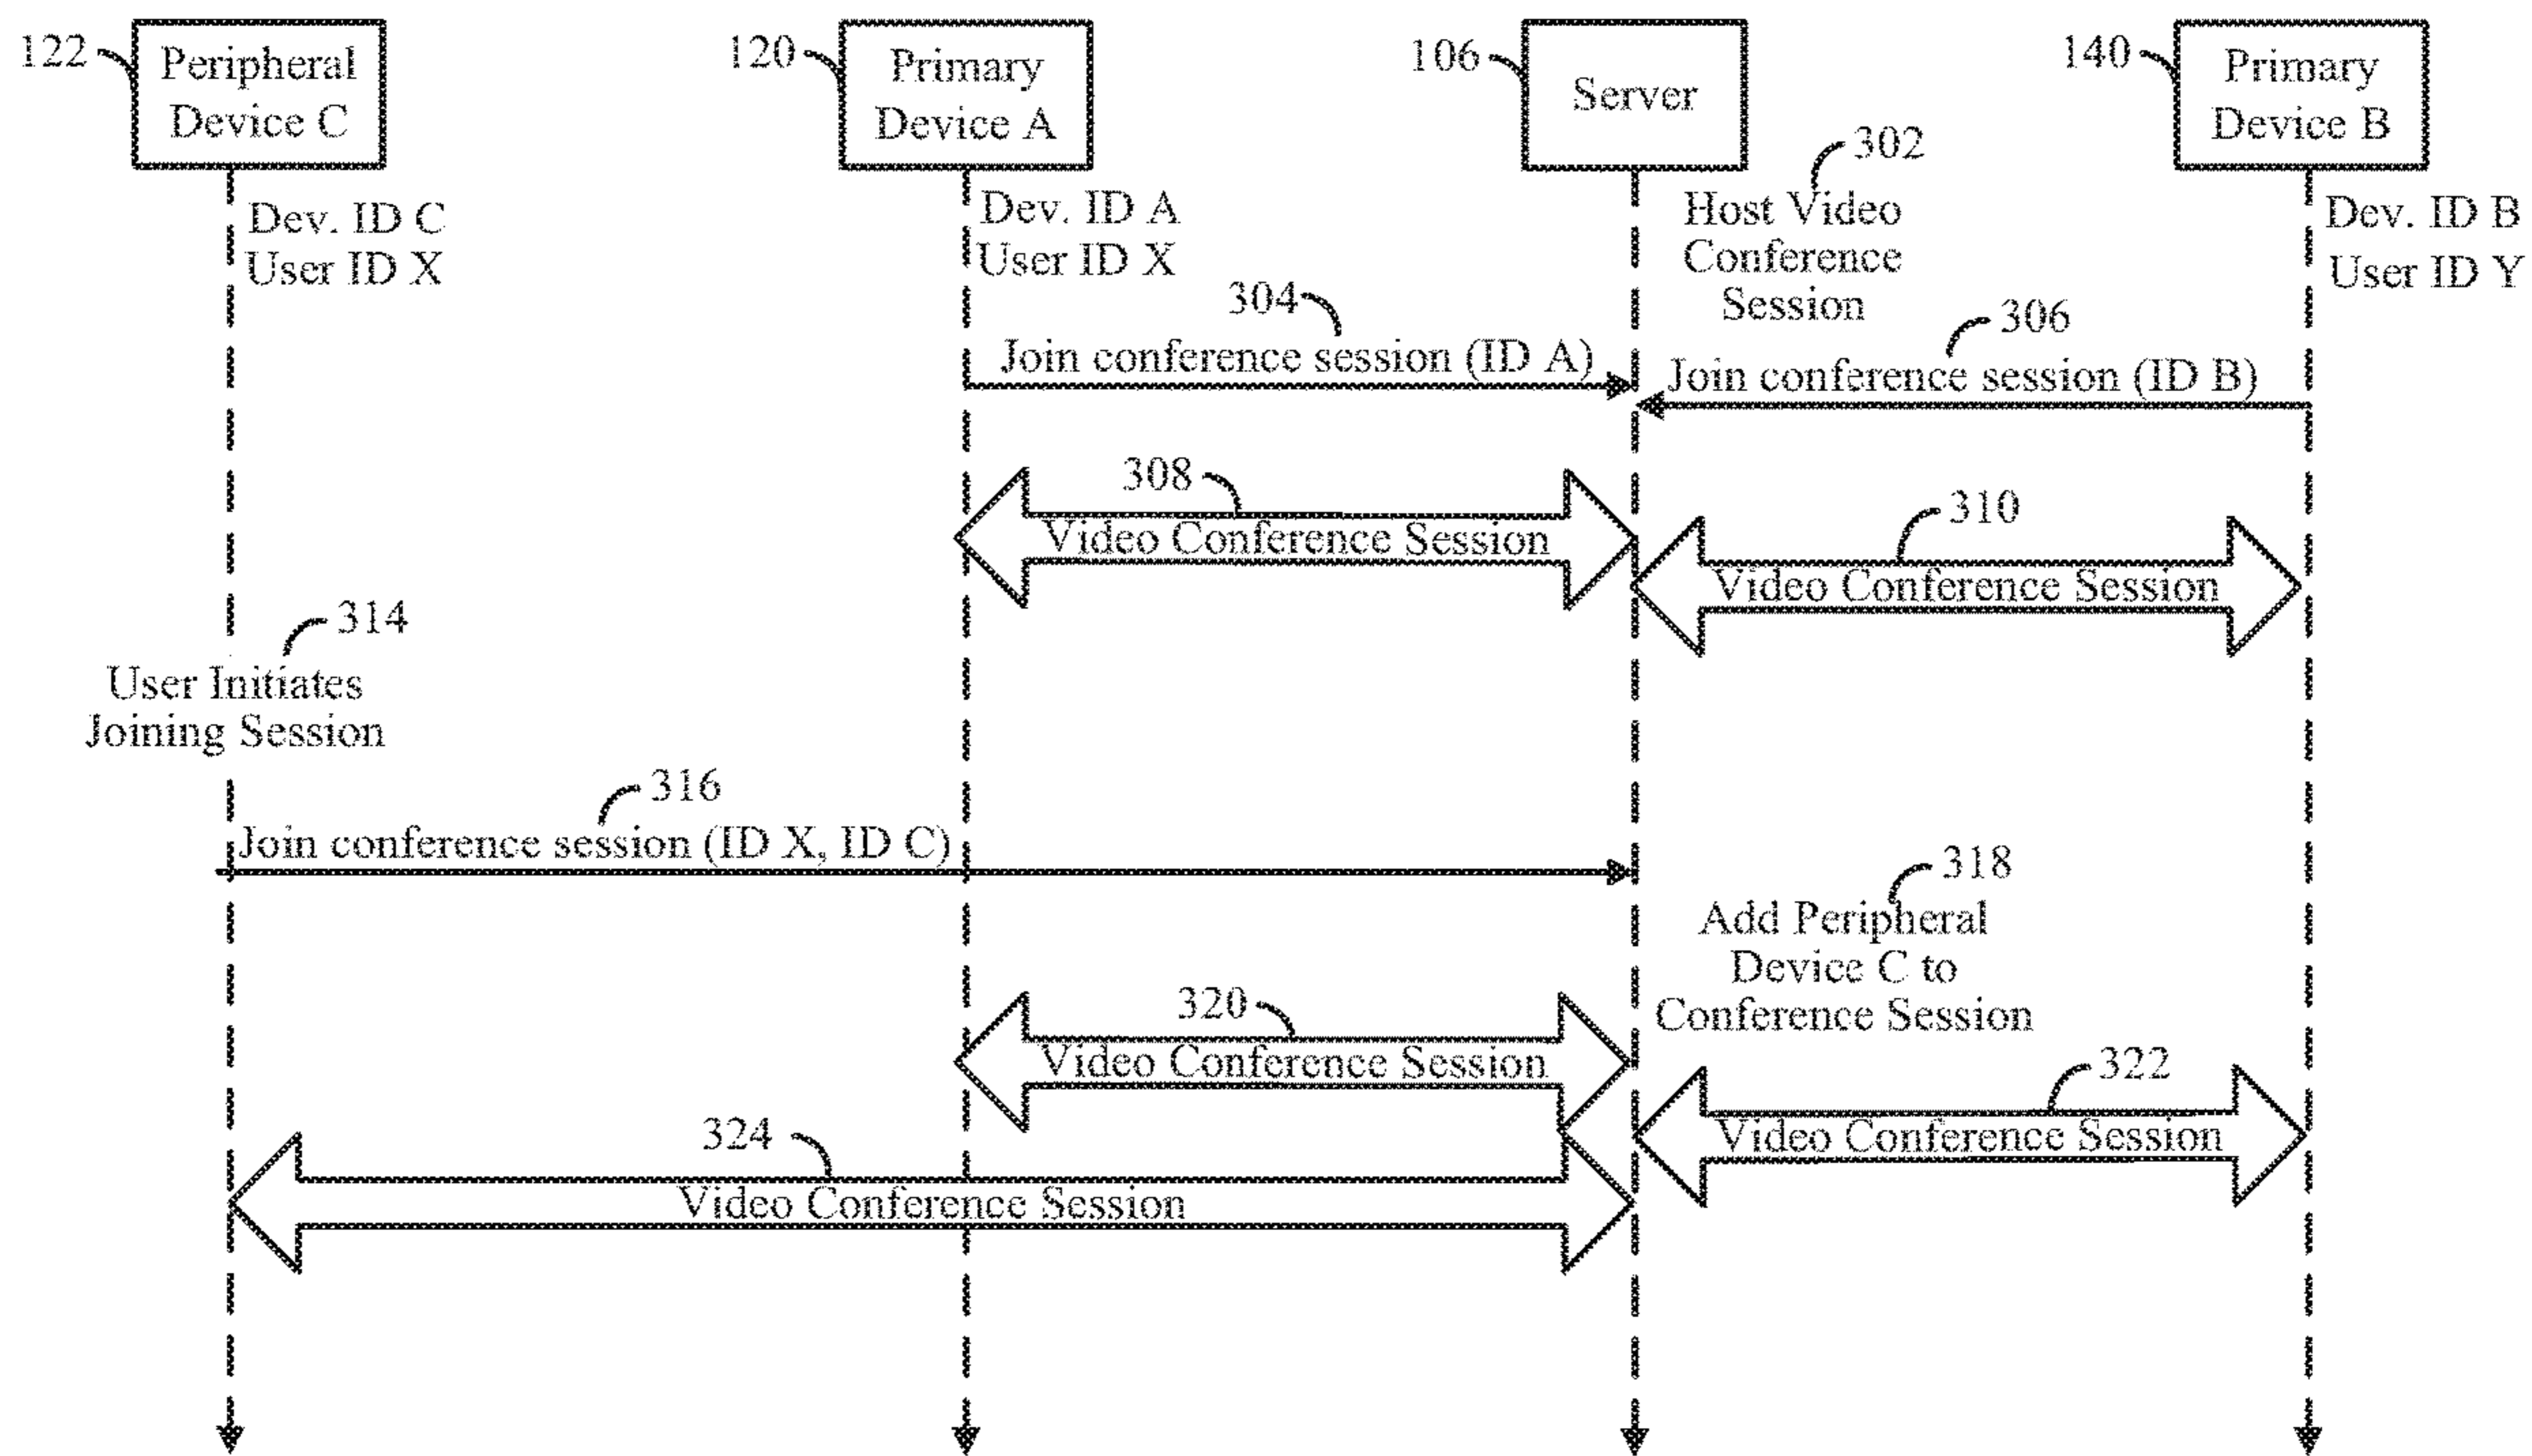 122
Peripheral
Device C
120
Primary
Device A
106
Server
140
Primary
Device B
Dev. ID C
User ID X
Dev. ID A
User ID X
302
Host Video
Conference
Session
Dev. ID B
User ID Y
304
Join conference session (ID A)
306
Join conference session (ID B)
308
Video Conference Session
310
Video Conference Session
314
User Initiates
Joining Session
316
Join conference session (ID X, ID C)
318
Add Peripheral
Device C to
Conference Session
320
Video Conference Session
322
Video Conference Session
324
Video Conference Session